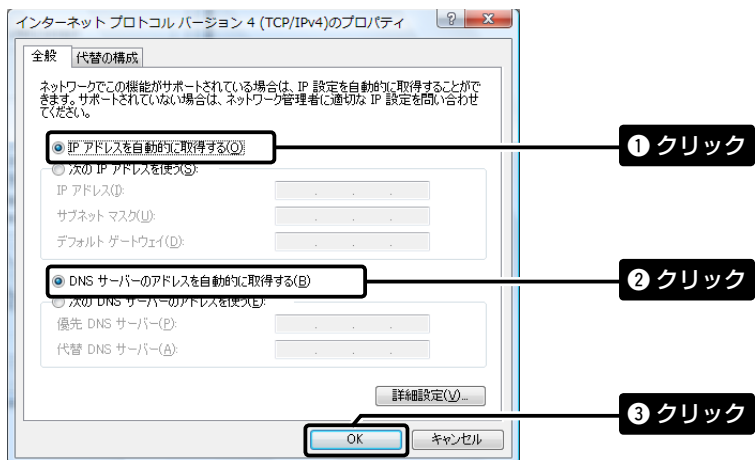 インターネット プロトコル バージョン 4 (TCP/IPv4)のプロパティ
全般
代替の構成
ネットワークでこの機能がサポートされている場合は、IP 設定を自動的に取得することがで
きます。サポートされていない場合は、ネットワーク管理者に適切な IP 設定を問い合わせ
てください。
IP アドレスを自動的に取得する(O)
次の IP アドレスを使う(S):
IP アドレス(I):
サブネット マスク(U):
デフォルト ゲートウェイ(D):
DNS サーバーのアドレスを自動的に取得する(B)
次の DNS サーバーのアドレスを使う(E):
優先 DNS サーバー(P):
代替 DNS サーバー(A):
詳細設定(V)...
OK
キャンセル
❶ クリック
❷ クリック
❸ クリック